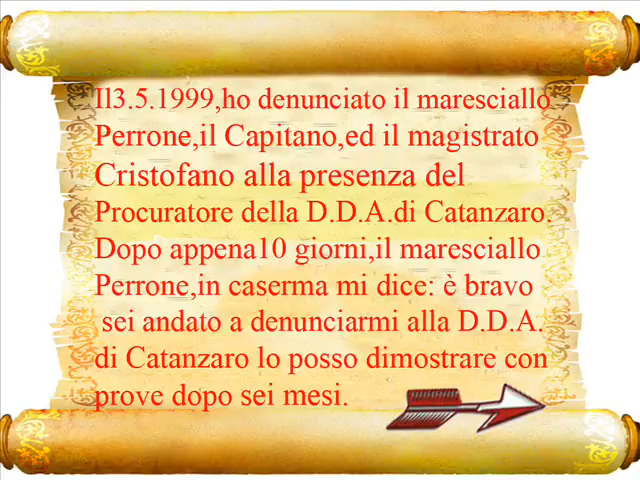 Il3.5.1999,ho denunciato il maresciallo
Perrone,il Capitano,ed il magistrato
Cristofano alla presenza del
Procuratore della D.D.A.di Catanzaro.
Dopo appena10 giorni,il maresciallo
Perrone,in caserma mi dice: è bravo
sei andato a denunciarmi alla D.D.A.
di Catanzaro lo posso dimostrare con
prove dopo sei mesi.